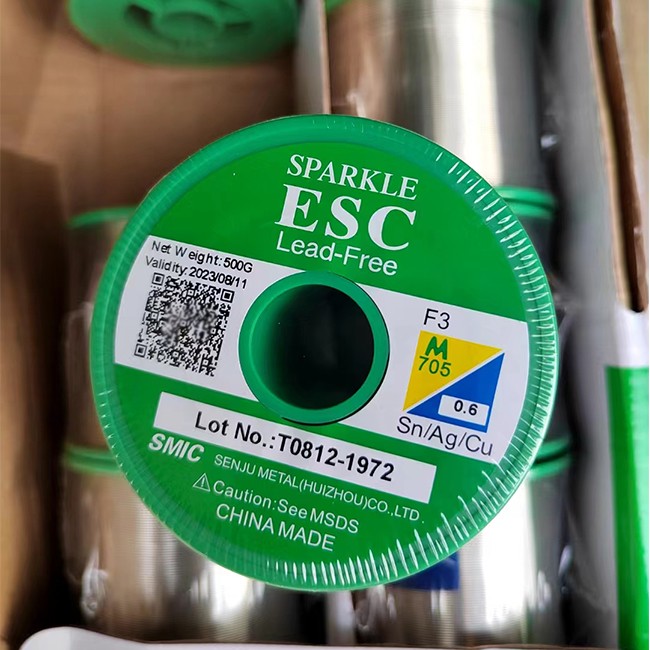 SPARKLE
ESC
Lead-Free
Net Weight:500G
Validity:2023/08/11
F3
M
705
0.6
Sn/Ag/Cu
Lot No.:T0812-1972
SMIC
SENJU METAL(HUIZHOU)CO.,LTD.
Caution:See MSDS
CHINA MADE